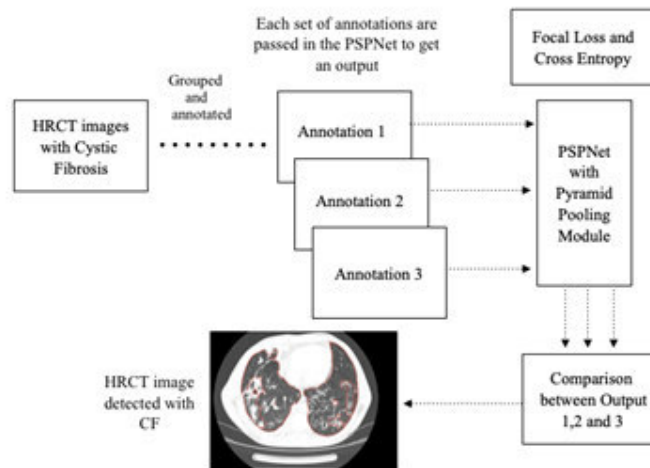 Each set of annotations are
passed in the PSPNet to get
an output
Focal Loss and
Cross Entropy
Grouped
and
annotated
HRCT images
with Cystic
Fibrosis
Annotation 1
Annotation 2
Annotation 3
PSPNet
with
Pyramid
Pooling
Module
HRCT image
detected with
CF
Comparison
between Output
1,2 and 3